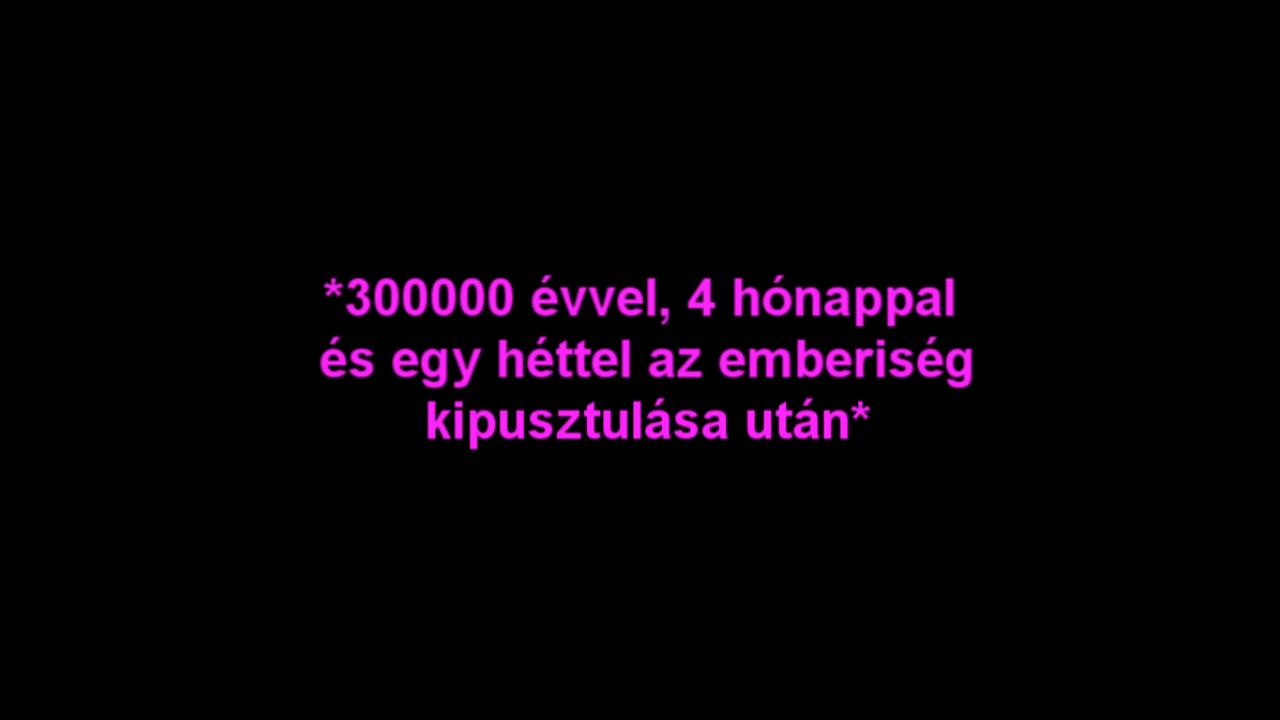 *300000 évvel, 4 hónappal
és egy héttel az emberiség
kipusztulása után*